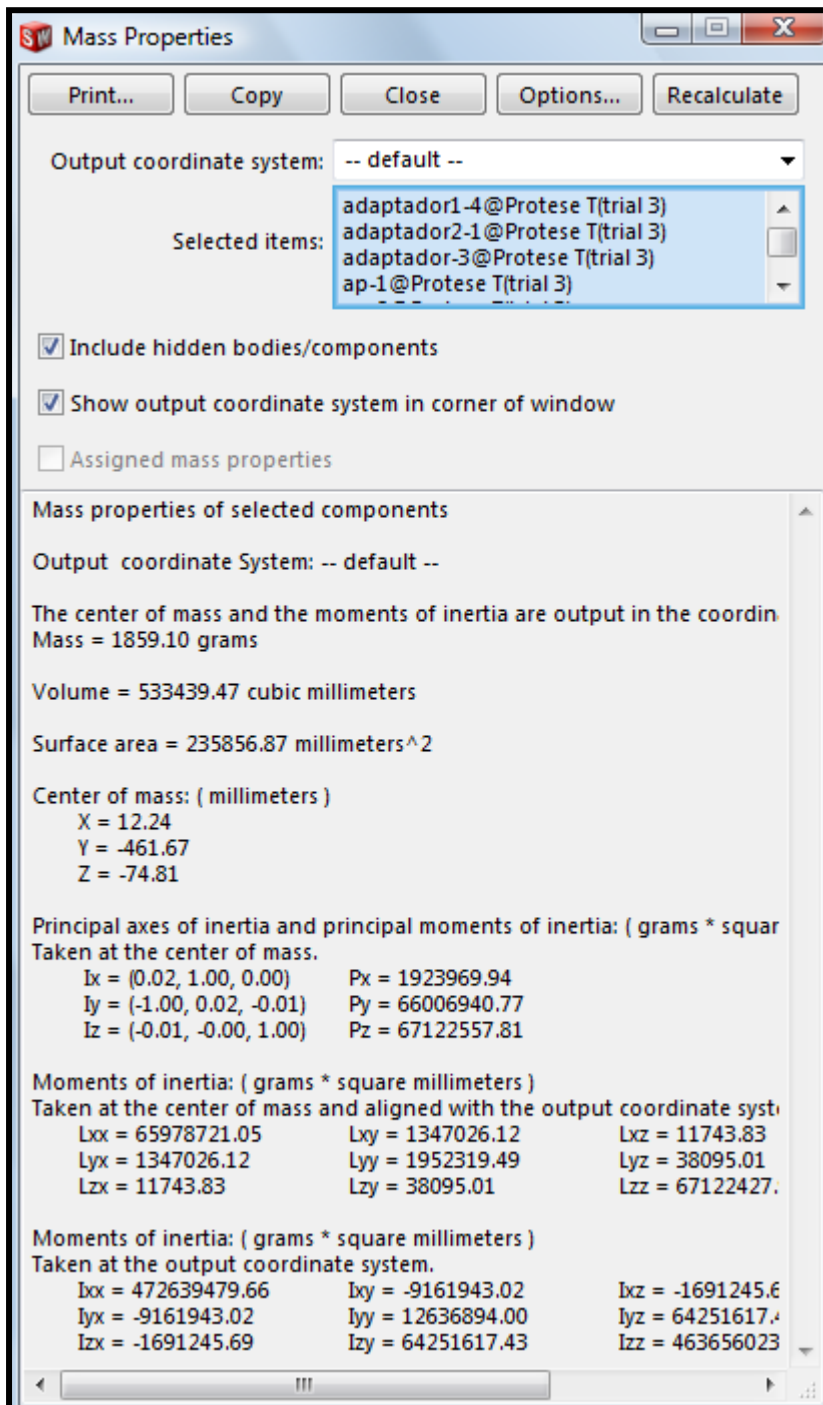 SW Mass Properties
Print... Copy Close Options... Recalculate
Output coordinate system: -- default --
Selected items:
adaptador1-4@Protese T(trial 3)
adaptador2-1@Protese T(trial 3)
adaptador-3@Protese T(trial 3)
ap-1@Protese T(trial 3)
Include hidden bodies/components
Show output coordinate system in corner of window
Assigned mass properties
Mass properties of selected components
Output coordinate System: -- default --
The center of mass and the moments of inertia are output in the coordin
Mass = 1859.10 grams
Volume = 533439.47 cubic millimeters
Surface area = 235856.87 millimeters^2
Center of mass: ( millimeters )
X = 12.24
Y = -461.67
Z = -74.81
Principal axes of inertia and principal moments of inertia: ( grams * squar
Taken at the center of mass.
Ix = (0.02, 1.00, 0.00) Px = 1923969.94
Iy = (-1.00, 0.02, -0.01) Py = 66006940.77
Iz = (-0.01, -0.00, 1.00) Pz = 67122557.81
Moments of inertia: ( grams * square millimeters )
Taken at the center of mass and aligned with the output coordinate syst
Lxx = 65978721.05 Lxy = 1347026.12 Lxz = 11743.83
Lyx = 1347026.12 Lyy = 1952319.49 Lyz = 38095.01
Lzx = 11743.83 Lzy = 38095.01 Lzz = 67122427.
Moments of inertia: ( grams * square millimeters )
Taken at the output coordinate system.
Ixx = 472639479.66 Ixy = -9161943.02 Ixz = -1691245.6
Iyx = -9161943.02 Iyy = 12636894.00 Iyz = 64251617.4
Izx = -1691245.69 Izy = 64251617.43 Izz = 463656023